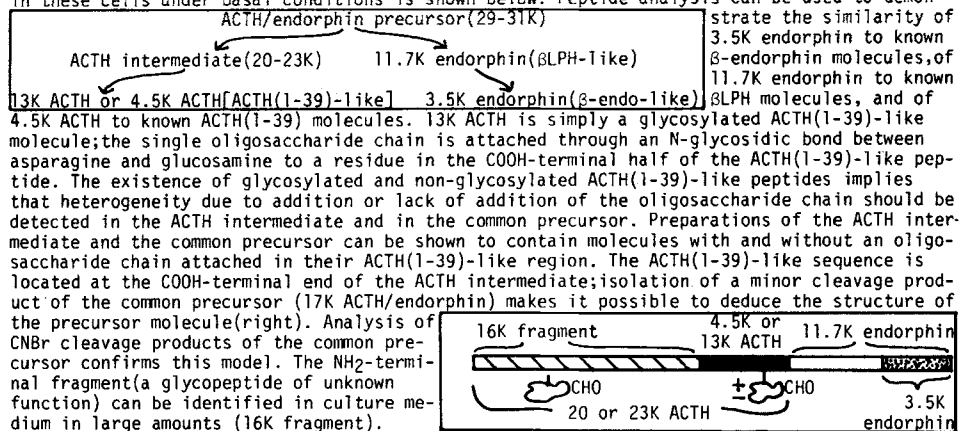 in these cells under basal conditions is shown below. Peptide analysis can be used to demon-
ACTH/endorphin precursor(29-31K)
strate the similarity of
3.5K endorphin to known
ACTH intermediate(20-23K) 11.7K endorphin(βLPH-like)
β-endorphin molecules,of
11.7K endorphin to known
13K ACTH or 4.5K ACTH[ACTH(1-39)-like] 3.5K endorphin(β-endo-like)
βLPH molecules, and of
4.5K ACTH to known ACTH(1-39) molecules. 13K ACTH is simply a glycosylated ACTH(1-39)-like
molecule;the single oligosaccharide chain is attached through an N-glycosidic bond between
asparagine and glucosamine to a residue in the COOH-terminal half of the ACTH(1-39)-like pep-
tide. The existence of glycosylated and non-glycosylated ACTH(1-39)-like peptides implies
that heterogeneity due to addition or lack of addition of the oligosaccharide chain should be
detected in the ACTH intermediate and in the common precursor. Preparations of the ACTH inter-
mediate and the common precursor can be shown to contain molecules with and without an oligo-
saccharide chain attached in their ACTH(1-39)-like region. The ACTH(1-39)-like sequence is
located at the COOH-terminal end of the ACTH intermediate;isolation of a minor cleavage prod-
uct of the common precursor (17K ACTH/endorphin) makes it possible to deduce the structure of
the precursor molecule(right). Analysis of
CNBr cleavage products of the common pre-
cursor confirms this model. The NH2-termi-
nal fragment(a glycopeptide of unknown
function) can be identified in culture me-
dium in large amounts (16K fragment).
16K fragment
4.5K or
13K ACTH
11.7K endorphin
CHO
± CHO
20 or 23K ACTH
3.5K
endorphin